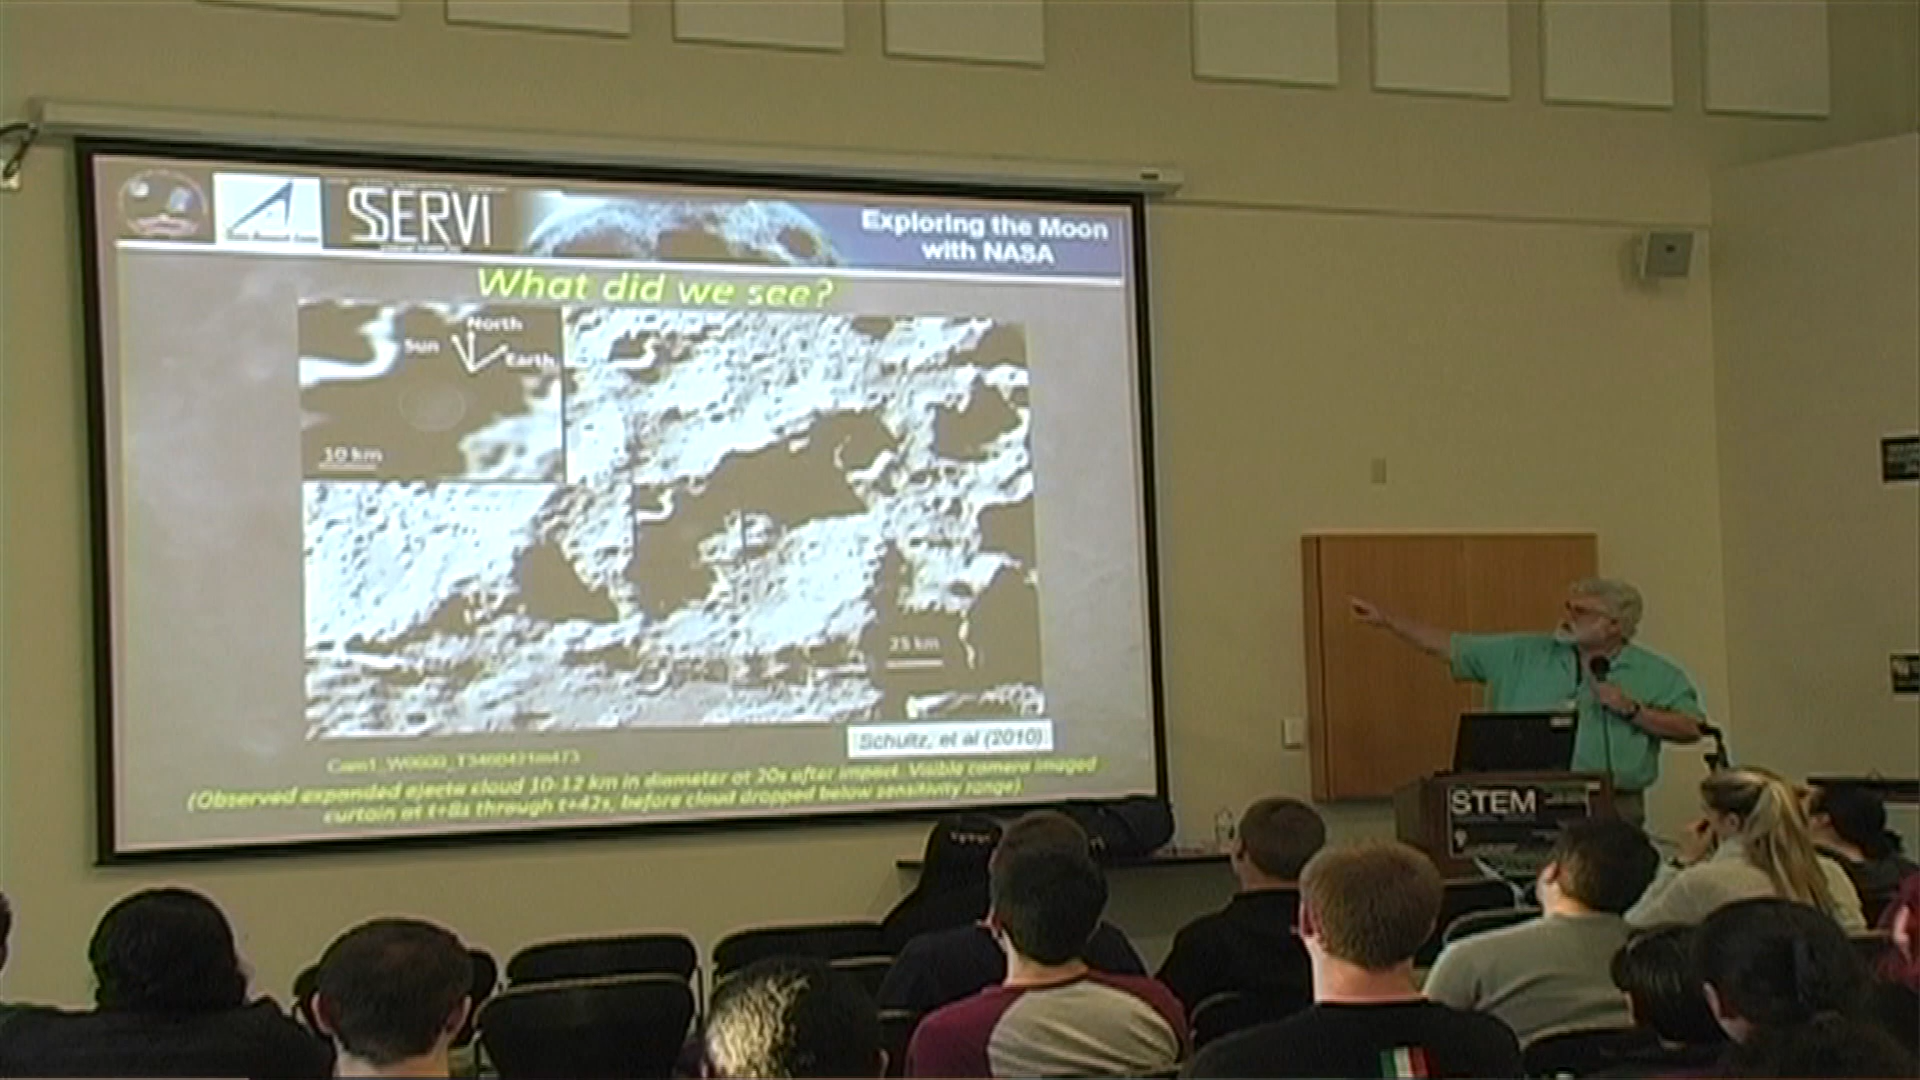 SSERVI
Exploring the Moon
with NASA
What did we see?
North
Sun
Earth
10 km
25 km
Schultz, et al (2010)
(Observed expanded ejecta cloud 10-12 km in diameter at 20s after impact. Visible camera imaged
curtain at t+8s through t+42s, before cloud dropped below sensitivity range)
STEM